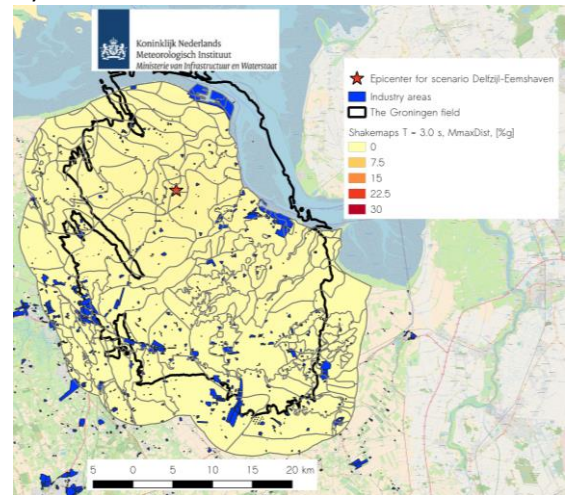 Koninklijk Nederlands
Meteorologisch Instituut
Ministerie van Infrastructuur en Waterstaat
Epicenter for scenario Delfzijl-Eemshaven
Industry areas
The Groningen field
Shakemaps T - 3.0 s, MmaxDist, [%g]
0
7.5
15
22.5
30
5 0 5 10 15 20 km